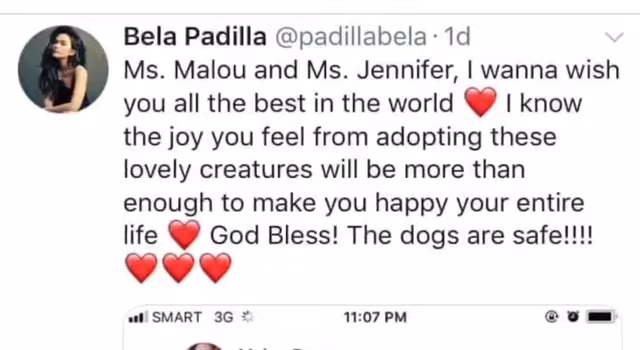 Bela Padilla @padillabela · 1d
Ms. Malou and Ms. Jennifer, I wanna wish
you all the best in the world ❤️ I know
the joy you feel from adopting these
lovely creatures will be more than
enough to make you happy your entire
life ❤️ God Bless! The dogs are safe!!!!
❤️❤️❤️
SMART 3G 11:07 PM